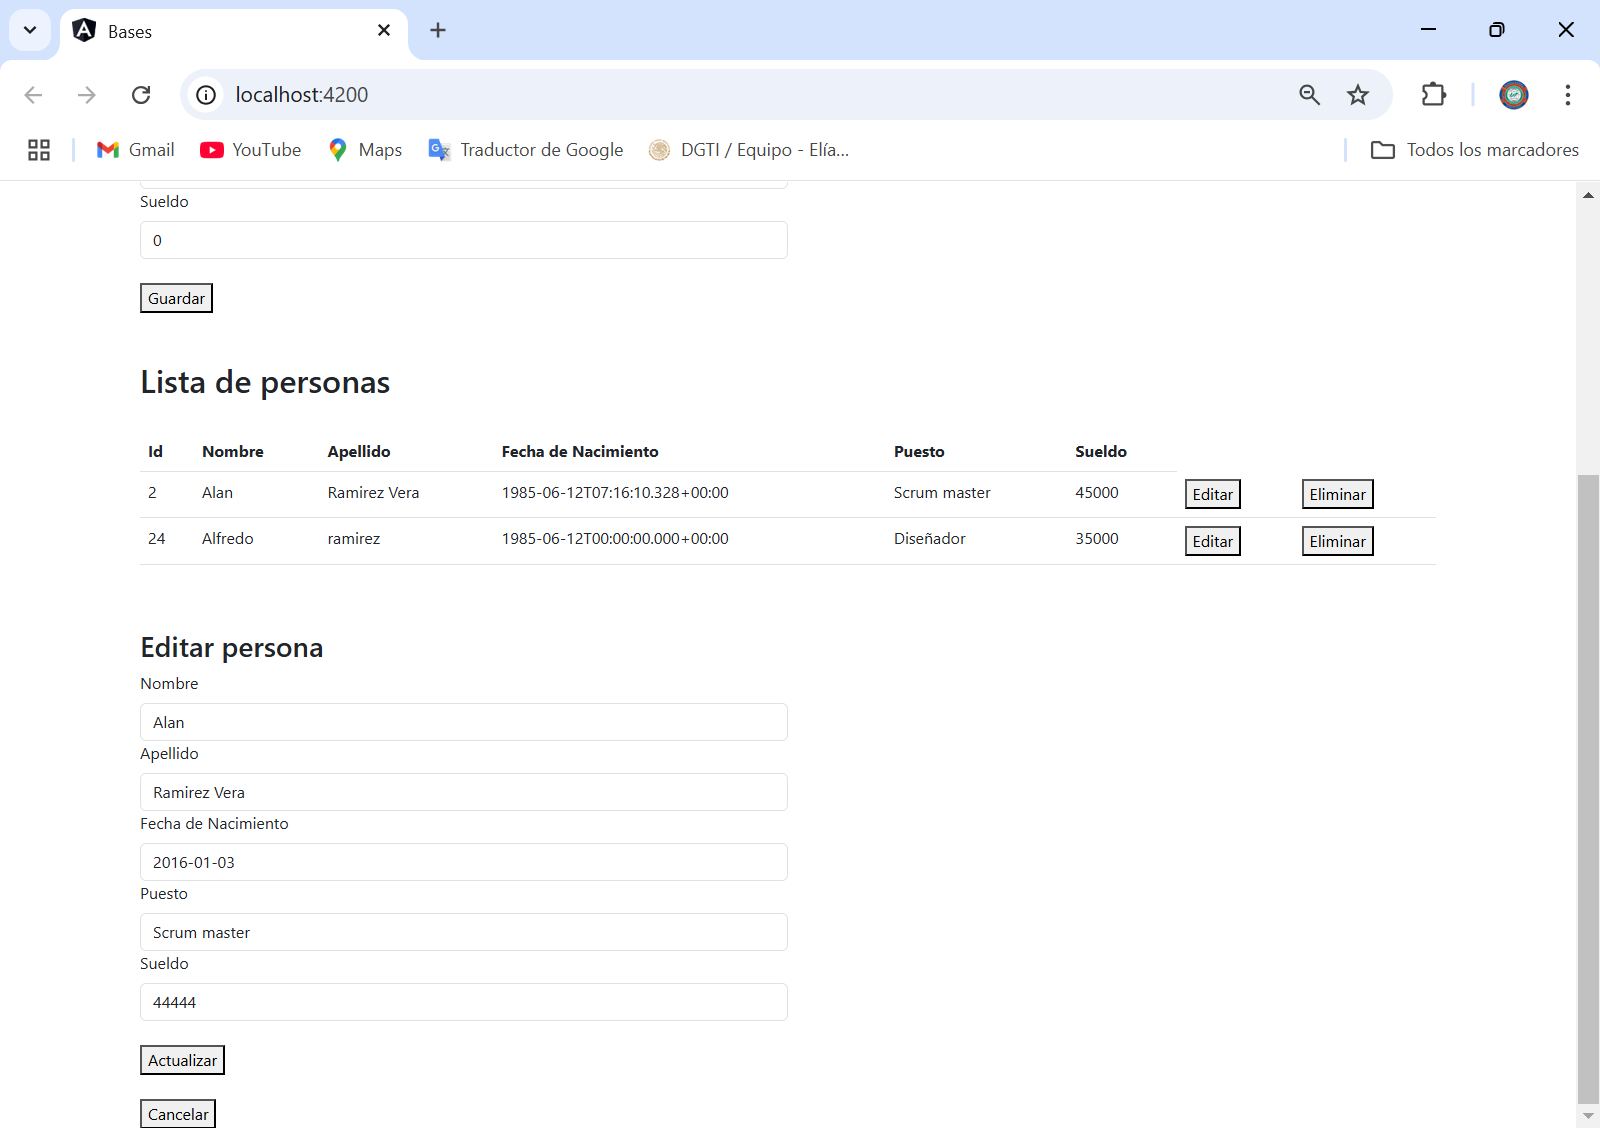 Bases
localhost:4200
Gmail YouTube Maps Traductor de Google DGTI / Equipo - Elía... Todos los marcadores
Sueldo
0
Guardar
Lista de personas
Id Nombre Apellido Fecha de Nacimiento Puesto Sueldo
2 Alan Ramirez Vera 1985-06-12T07:16:10.328+00:00 Scrum master 45000 Editar Eliminar
24 Alfredo ramirez 1985-06-12T00:00:00.000+00:00 Diseñador 35000 Editar Eliminar
Editar persona
Nombre
Alan
Apellido
Ramirez Vera
Fecha de Nacimiento
2016-01-03
Puesto
Scrum master
Sueldo
44444
Actualizar
Cancelar